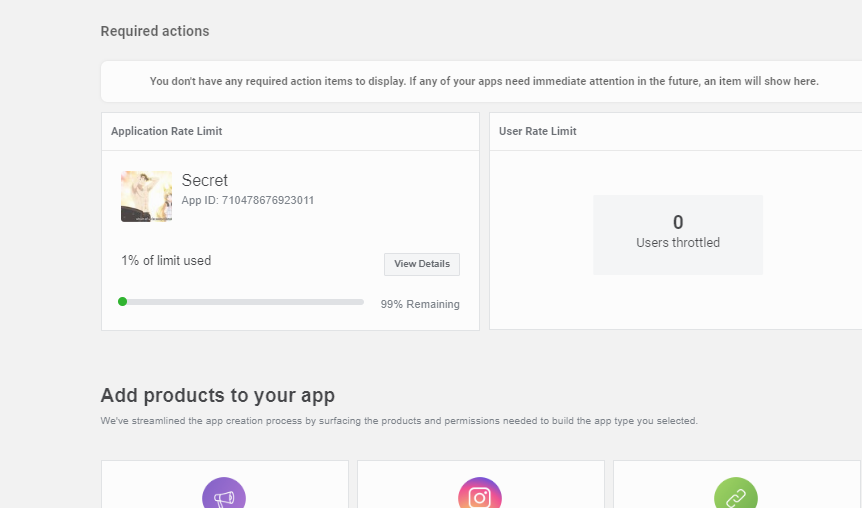 Required actions
You don't have any required action items to display. If any of your apps need immediate attention in the future, an item will show here.
Application Rate Limit
User Rate Limit
Secret
App ID: 710478676923011
0
Users throttled
1% of limit used
View Details
99% Remaining
Add products to your app
We've streamlined the app creation process by surfacing the products and permissions needed to build the app type you selected.